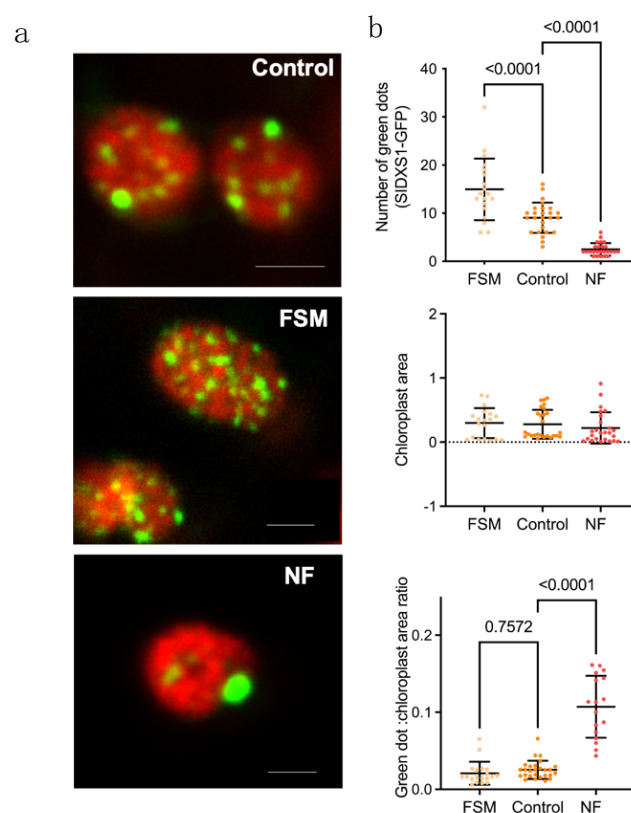 a
b
Control
FSM
NF
<0.0001
<0.0001
Number of green dots
(SlDXS1-GFP)
40
30
20
10
0
FSM Control NF
Chloroplast area
2
1
0
-1
FSM Control NF
<0.0001
0.7572
Green dot :chloroplast area ratio
0.2
0.1
0.0
FSM Control NF